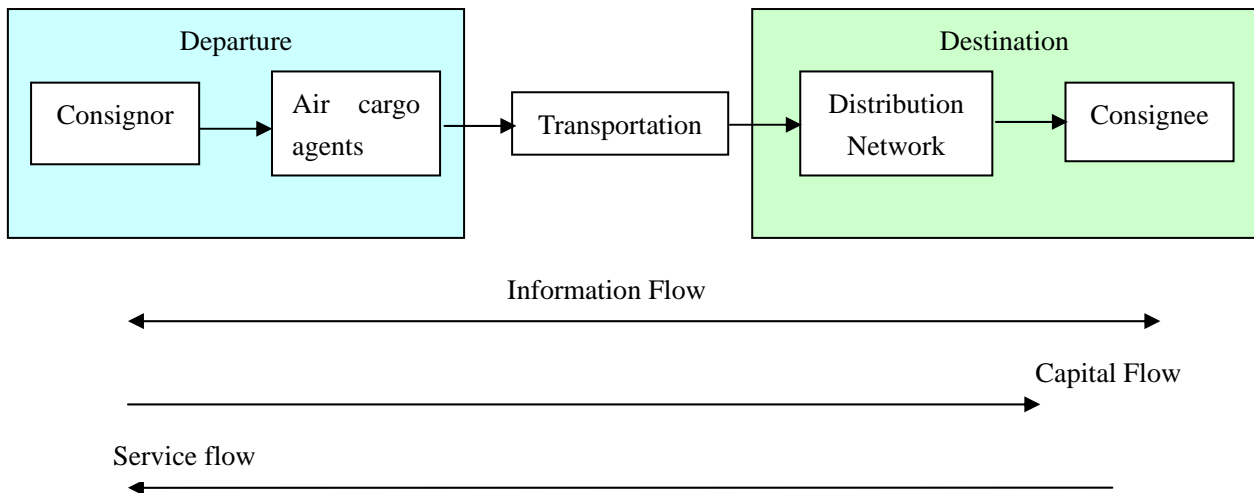 Departure
Destination
Consignor
Air cargo
agents
Transportation
Distribution
Network
Consignee
Information Flow
Capital Flow
Service flow